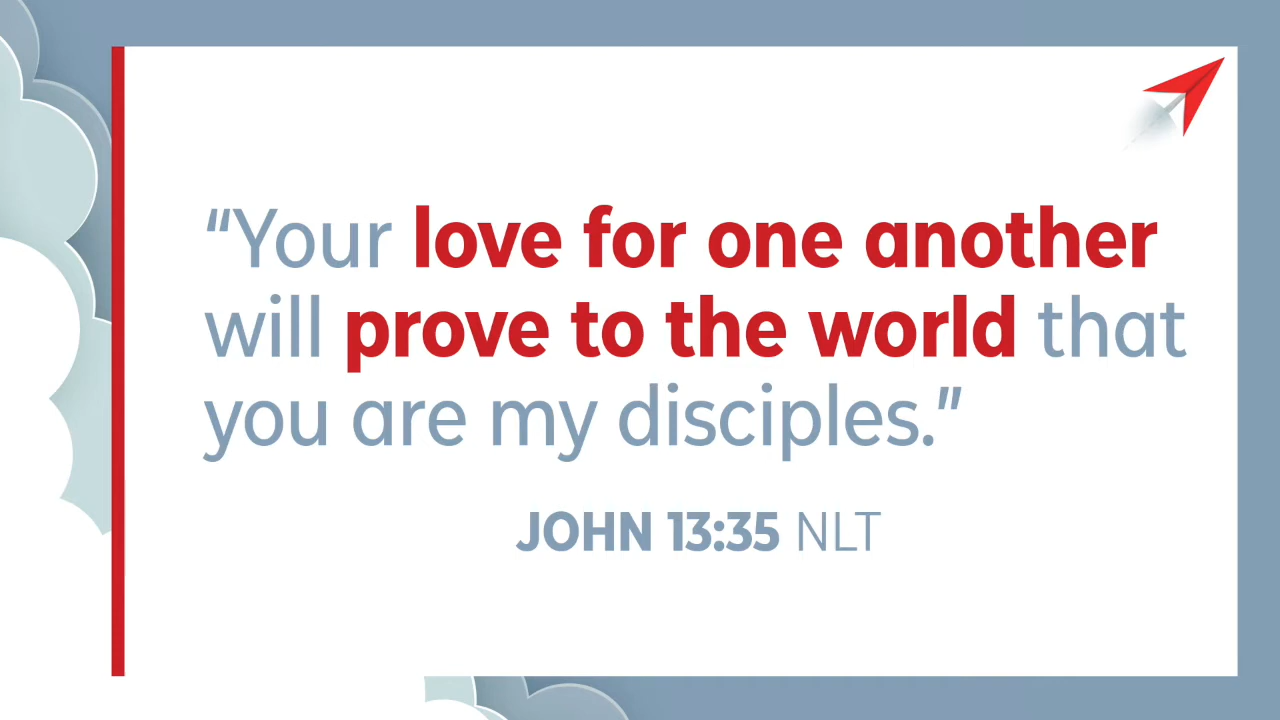 "Your love for one another
will prove to the world that
you are my disciples."
JOHN 13:35 NLT